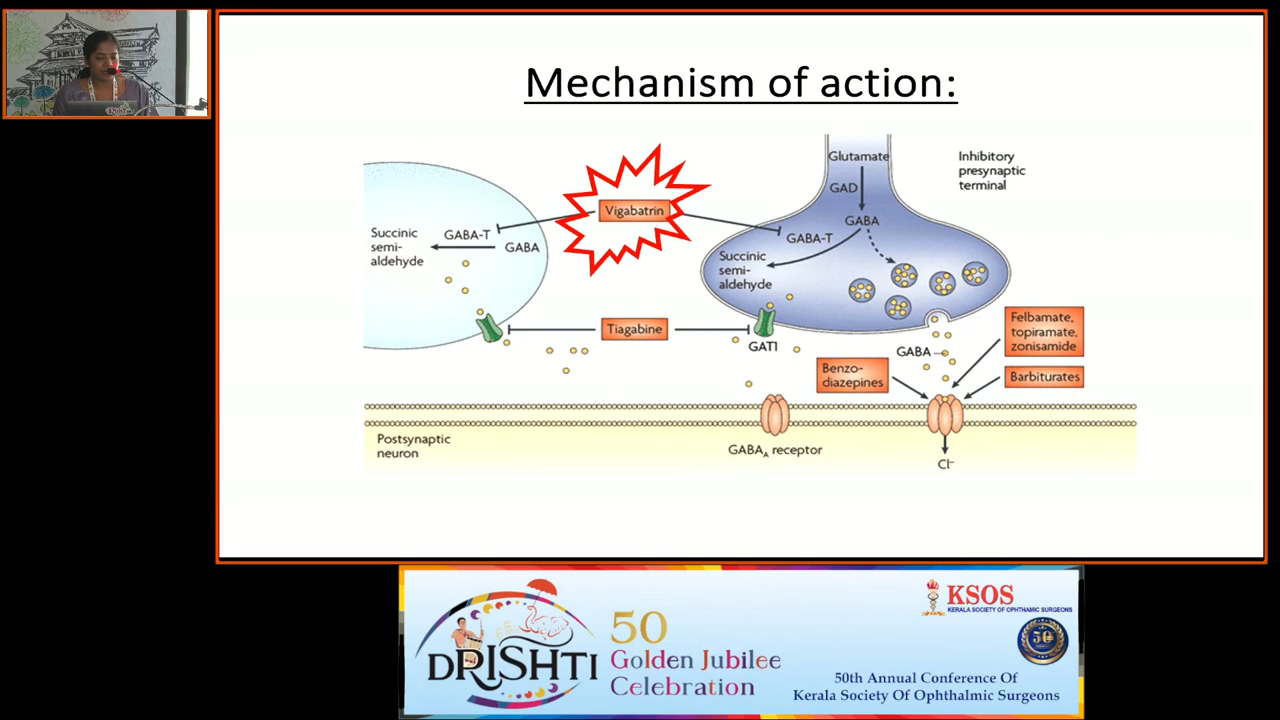 Mechanism of action:
Glutamate
GAD
GABA
Inhibitory
presynaptic
terminal
Vigabatrin
Succinic
semi-
aldehyde
GABA-T
GABA
GABA-T
Succinic
semi-
aldehyde
Tiagabine
GAT1
GABA
Felbamate,
topiramate,
zonisamide
Benzo-
diazepines
Barbiturates
Postsynaptic
neuron
GABAA receptor
Cl–
DRISHTI
50
Golden Jubilee
Celebration
KSOS
KERALA SOCIETY OF OPHTHAMIC SURGEONS
50
50th Annual Conference Of
Kerala Society Of Ophthalmic Surgeons